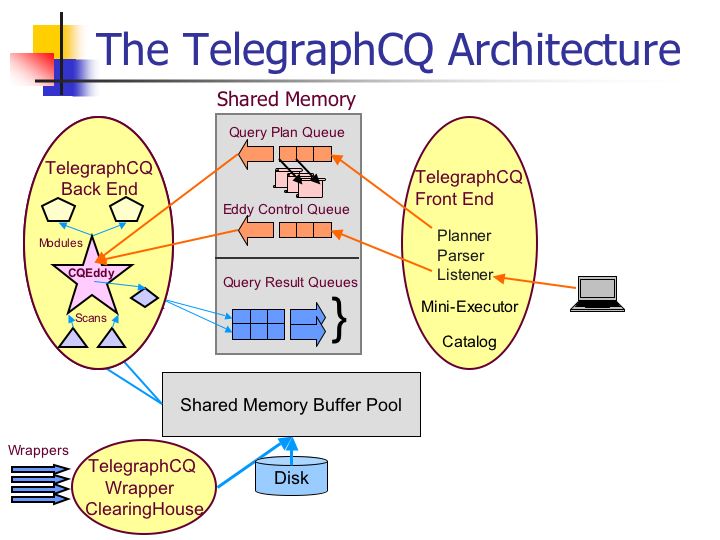 The TelegraphCQ Architecture
Shared Memory
Query Plan Queue
TelegraphCQ
Back End
TelegraphCQ
Front End
Eddy Control Queue
Modules
Planner
Parser
Listener
CQEddy
Query Result Queues
Mini-Executor
Scans
Catalog
}
Shared Memory Buffer Pool
Wrappers
TelegraphCQ
Wrapper
ClearingHouse
Disk